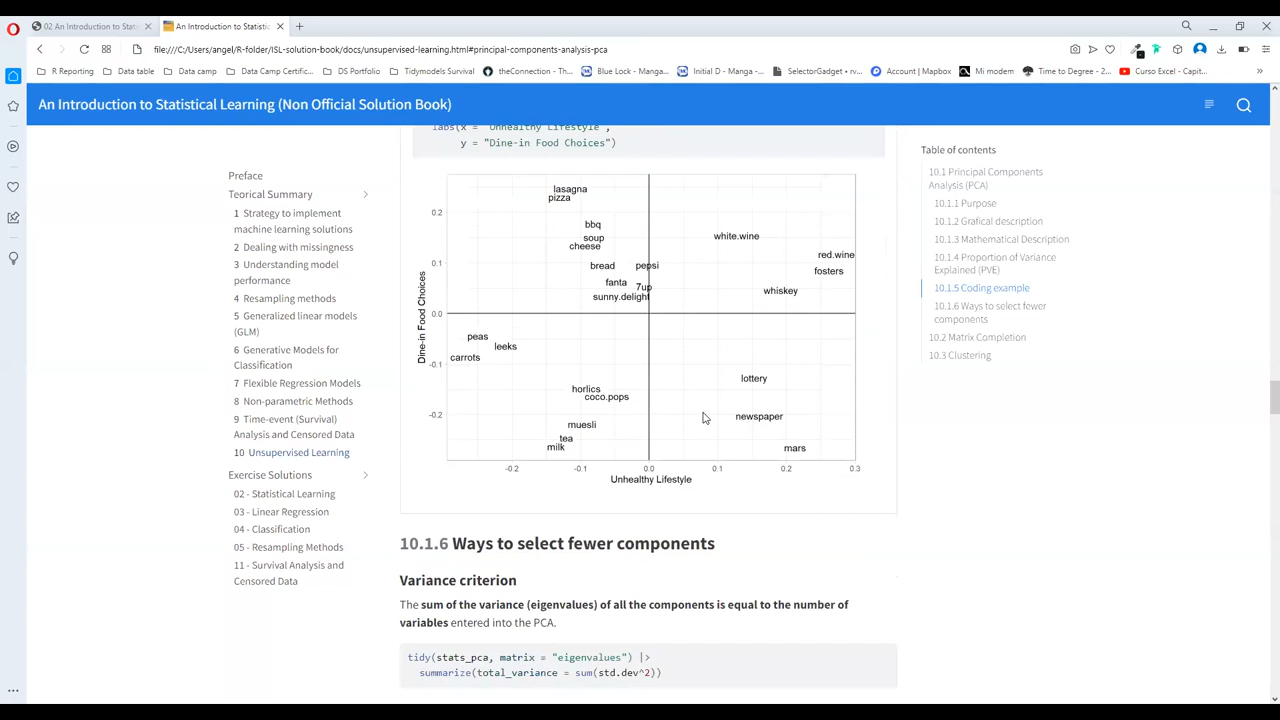 02 An Introduction to Stati
An Introduction to Statistic
file:///C:/Users/angel/R-folder/ISL-solution-book/docs/unsupervised-learning.html#principal-components-analysis-pca
R Reporting
Data table
Data camp
Data Camp Certific...
DS Portfolio
Tidymodels Survival
theConnection - Th...
Blue Lock - Manga...
Initial D - Manga -...
SelectorGadget • rv...
Account | Mapbox
Mi modem
Time to Degree - 2...
Curso Excel - Capit...
An Introduction to Statistical Learning (Non Official Solution Book)
Preface
Teorical Summary
1 Strategy to implement
machine learning solutions
2 Dealing with missingness
3 Understanding model
performance
4 Resampling methods
5 Generalized linear models
(GLM)
6 Generative Models for
Classification
7 Flexible Regression Models
8 Non-parametric Methods
9 Time-event (Survival)
Analysis and Censored Data
10 Unsupervised Learning
Exercise Solutions
02 - Statistical Learning
03 - Linear Regression
04 - Classification
05 - Resampling Methods
11 - Survival Analysis and
Censored Data
labs(x = "Unhealthy Lifestyle",
y = "Dine-in Food Choices")
lasagna
pizza
0.2
bbq
soup
cheese
white.wine
red.wine
0.1
bread
pepsi
fosters
fanta
7up
sunny.delight
whiskey
0.0
Dine-in Food Choices
peas
leeks
carrots
-0.1
lottery
horlics
coco.pops
-0.2
newspaper
muesli
tea
milk
mars
-0.2
-0.1
0.0
0.1
0.2
0.3
Unhealthy Lifestyle
10.1.6 Ways to select fewer components
Variance criterion
The sum of the variance (eigenvalues) of all the components is equal to the number of
variables entered into the PCA.
tidy(stats_pca, matrix = "eigenvalues") |>
summarize(total_variance = sum(std.dev^2))
Table of contents
10.1 Principal Components
Analysis (PCA)
10.1.1 Purpose
10.1.2 Grafical description
10.1.3 Mathematical Description
10.1.4 Proportion of Variance
Explained (PVE)
10.1.5 Coding example
10.1.6 Ways to select fewer
components
10.2 Matrix Completion
10.3 Clustering